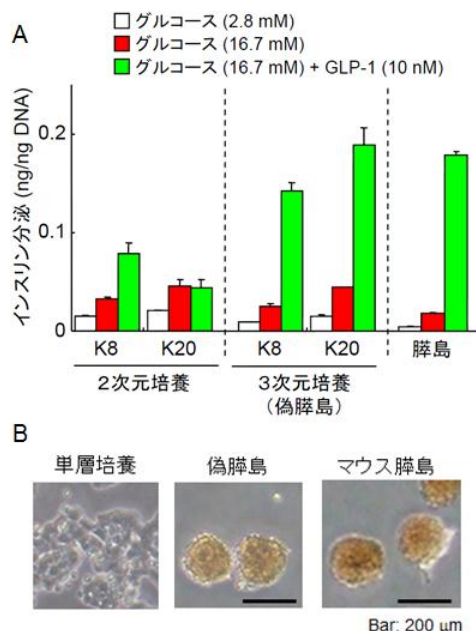 A
グルコース (2.8 mM)
グルコース (16.7 mM)
グルコース (16.7 mM) + GLP-1 (10 nM)
インスリン分泌 (ng/ng DNA)
0.2
0.1
0
K8 K20 K8 K20 膵島
2次元培養 3次元培養
(偽膵島)
B
単層培養 偽膵島 マウス膵島
Bar: 200 μm